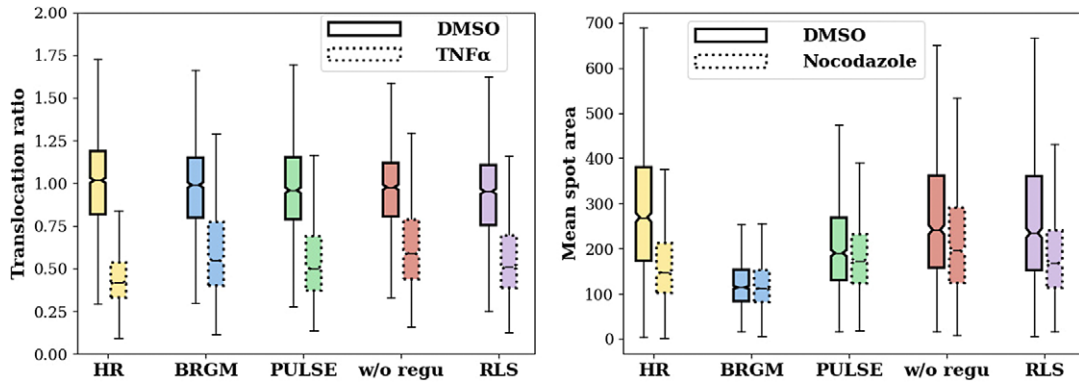 2.00
1.75
1.50
1.25
1.00
0.75
0.50
0.25
0.00
Translocation ratio
DMSO
TNFα
HR BRGM PULSE w/o regu RLS
700
600
500
400
300
200
100
0
Mean spot area
DMSO
Nocodazole
HR BRGM PULSE w/o regu RLS